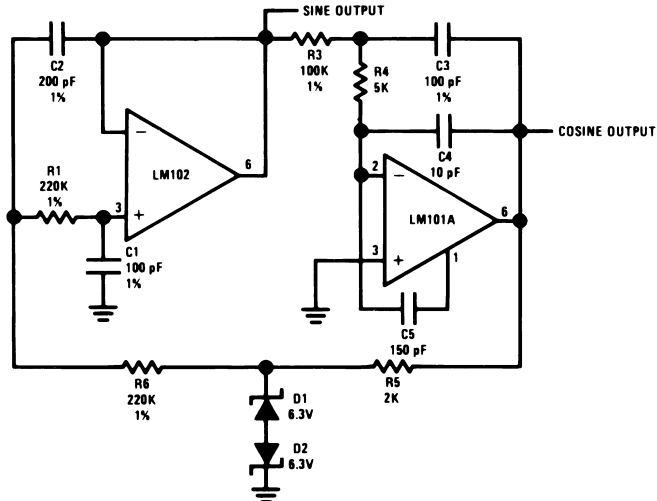 SINE OUTPUT
C2
200 pF
1%
R3
100K
1%
R4
5K
C3
100 pF
1%
C4
10 pF
COSINE OUTPUT
−
LM102
6
R1
220K
1%
3
+
C1
100 pF
1%
2
−
LM101A
6
3
+
1
C5
150 pF
R6
220K
1%
R5
2K
D1
6.3V
D2
6.3V